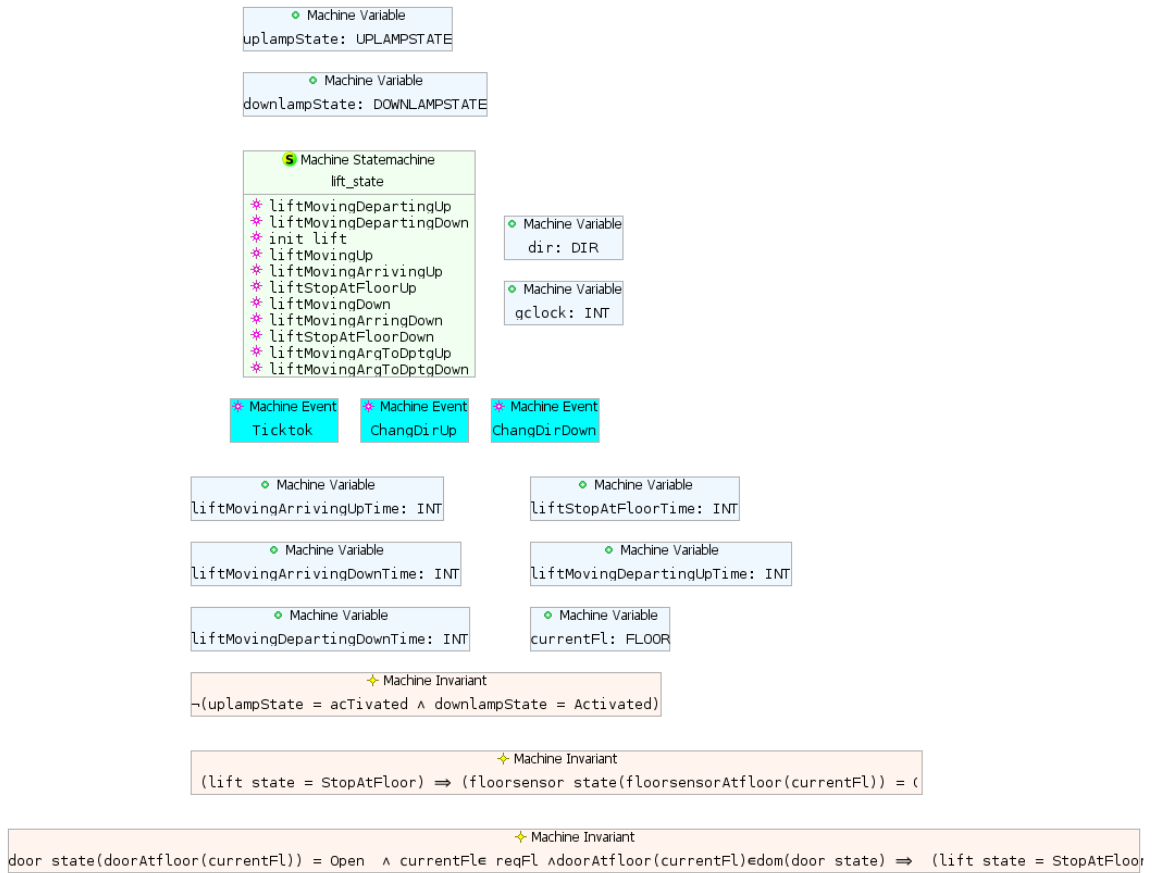 Machine Variable
uplampState: UPLAMPSTATE
Machine Variable
downlampState: DOWNLAMPSTATE
S Machine Statemachine
lift_state
liftMovingDepartingUp
liftMovingDepartingDown
init lift
liftMovingUp
liftMovingArrivingUp
liftStopAtFloorUp
liftMovingDown
liftMovingArringDown
liftStopAtFloorDown
liftMovingArgToDptgUp
liftMovingArgToDptgDown
Machine Variable
dir: DIR
Machine Variable
gclock: INT
Machine Event
Ticktok
Machine Event
ChangDirUp
Machine Event
ChangDirDown
Machine Variable
liftMovingArrivingUpTime: INT
Machine Variable
liftStopAtFloorTime: INT
Machine Variable
liftMovingArrivingDownTime: INT
Machine Variable
liftMovingDepartingUpTime: INT
Machine Variable
liftMovingDepartingDownTime: INT
Machine Variable
currentFl: FLOOR
Machine Invariant
¬(uplampState = acTivated ∧ downlampState = Activated)
Machine Invariant
(lift state = StopAtFloor) ⇒ (floorsensor state(floorsensorAtfloor(currentFl)) =
Machine Invariant
door state(doorAtfloor(currentFl)) = Open ∧ currentFl∈ reqFl ∧doorAtfloor(currentFl)∈dom(door state) ⇒ (lift state = StopAtFloor